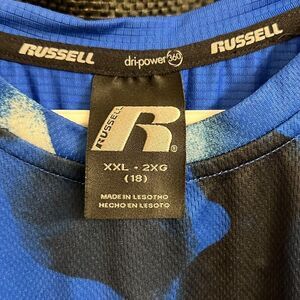 RUSSELL dri-power 360 RUSSELL
RUSSELL
R
®
XXL - 2XG
(18)
MADE IN LESOTHO
HECHO EN LESOTO